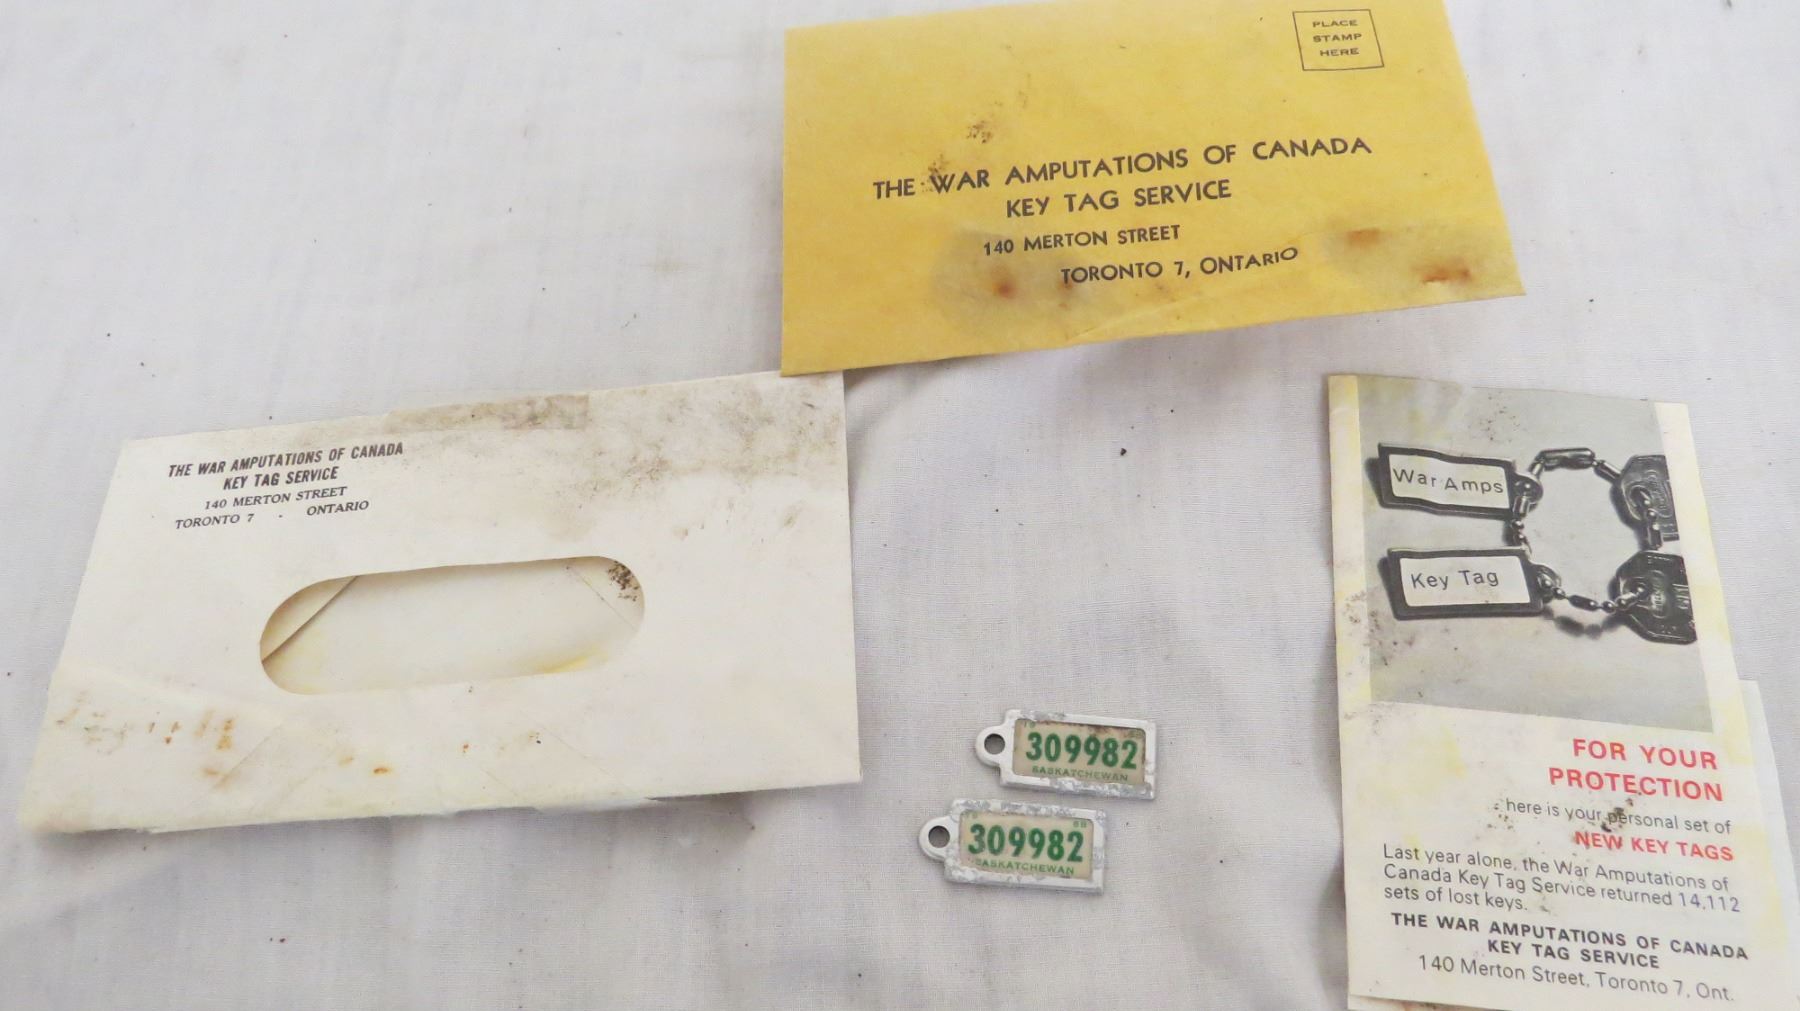 PLACE
STAMP
HERE
THE WAR AMPUTATIONS OF CANADA
KEY TAG SERVICE
140 MERTON STREET
TORONTO 7, ONTARIO
THE WAR AMPUTATIONS OF CANADA
KEY TAG SERVICE
140 MERTON STREET
TORONTO 7 - ONTARIO
309982
SASKATCHEWAN
68
309982
SASKATCHEWAN
War Amps
Key Tag
FOR YOUR
PROTECTION
here is your personal set of
NEW KEY TAGS
Last year alone, the War Amputations of
Canada Key Tag Service returned 14,112
sets of lost keys.
THE WAR AMPUTATIONS OF CANADA
KEY TAG SERVICE
140 Merton Street, Toronto 7, Ont.